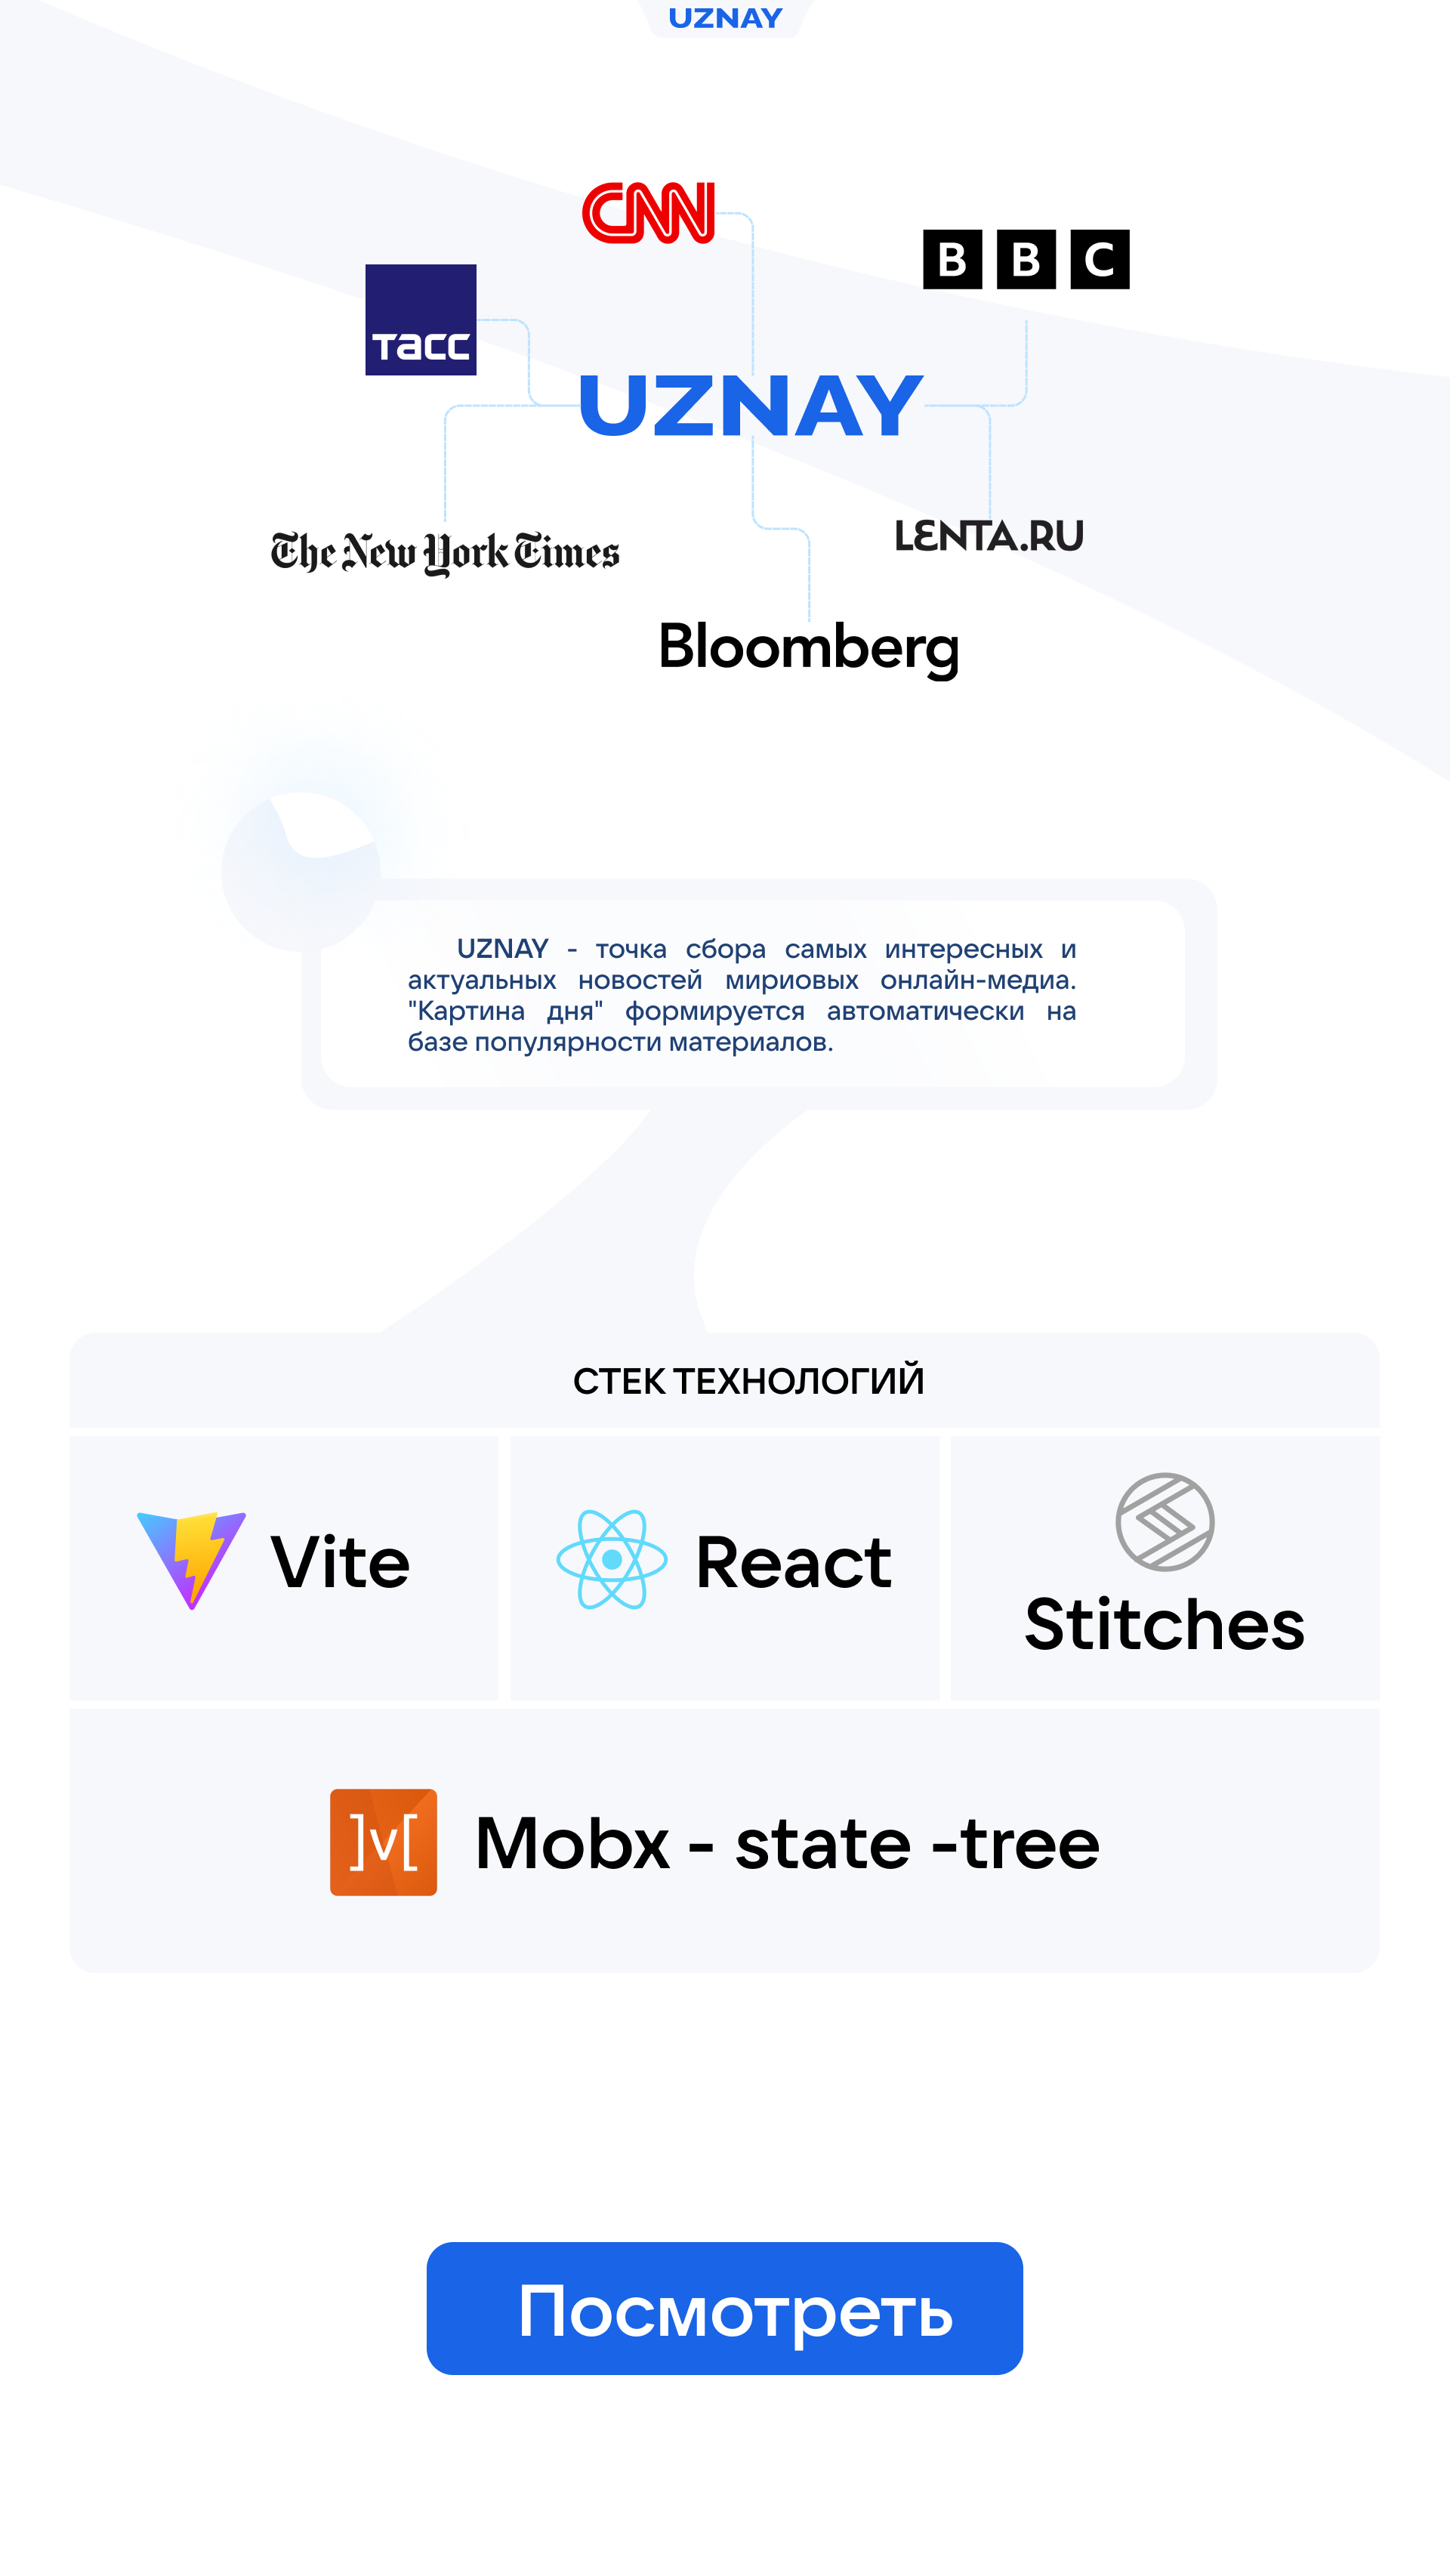 UZNAY
CNN
BBC
тасс
UZNAY
The New York Times
LENTA.RU
Bloomberg
UZNAY - точка сбора самых интересных и
актуальных новостей мириовых онлайн-медиа.
"Картина дня" формируется автоматически на
базе популярности материалов.
СТЕК ТЕХНОЛОГИЙ
Vite
React
Stitches
]v[
Mobx - state -tree
Посмотреть